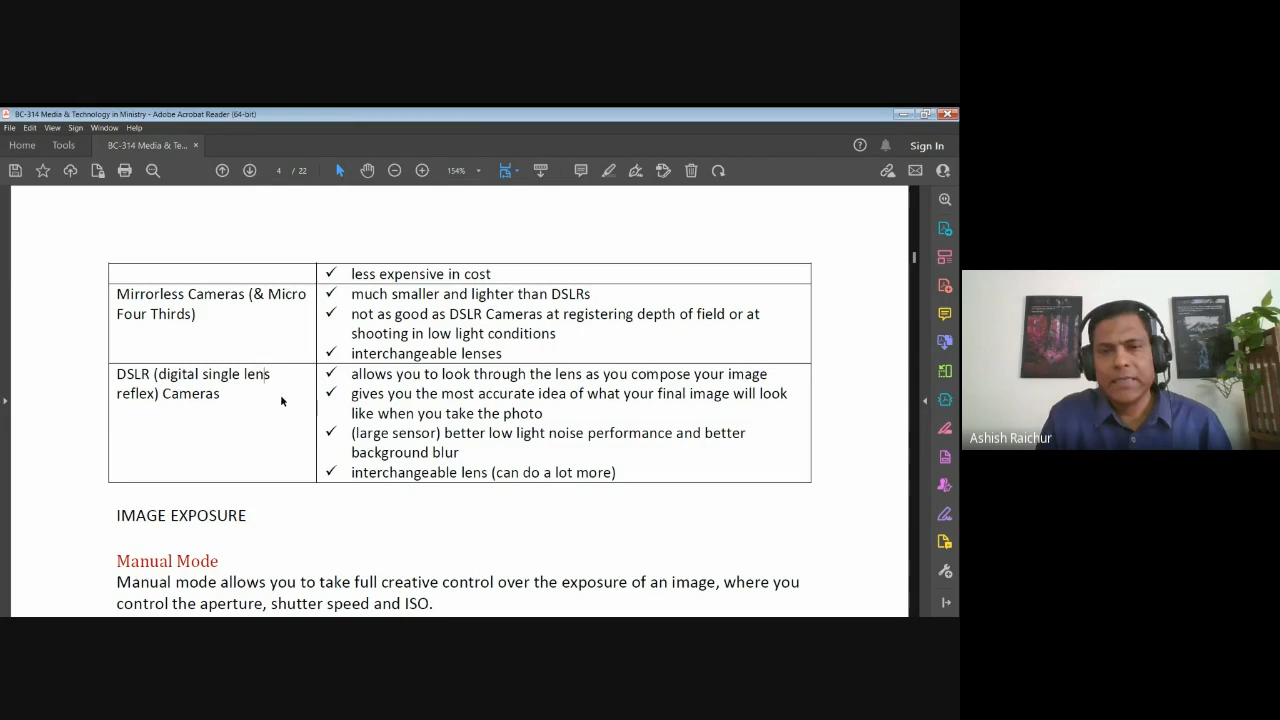 BC-314 Media & Technology in Ministry - Adobe Acrobat Reader (64-bit)
File Edit View Sign Window Help
Home Tools BC-314 Media & Te... × Sign In
4 / 22 154%
less expensive in cost
Mirrorless Cameras (& Micro
Four Thirds)
✓ much smaller and lighter than DSLRs
✓ not as good as DSLR Cameras at registering depth of field or at
shooting in low light conditions
✓ interchangeable lenses
DSLR (digital single lens
reflex) Cameras
✓ allows you to look through the lens as you compose your image
✓ gives you the most accurate idea of what your final image will look
like when you take the photo
✓ (large sensor) better low light noise performance and better
background blur
✓ interchangeable lens (can do a lot more)
IMAGE EXPOSURE
Manual Mode
Manual mode allows you to take full creative control over the exposure of an image, where you
control the aperture, shutter speed and ISO.
Ashish Raichur